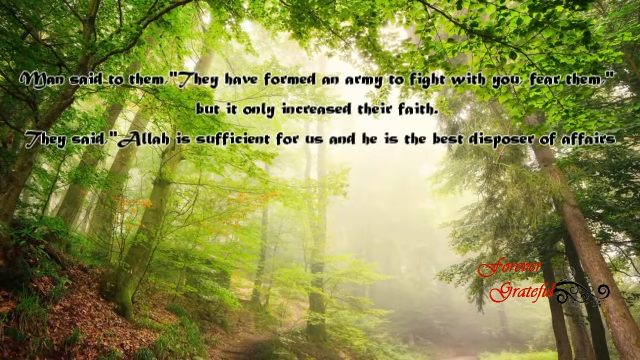 Man said to them,"They have formed an army to fight with you, fear them,"
but it only increased their faith.
They said,"Allah is sufficient for us and he is the best disposer of affairs
Forever
Grateful